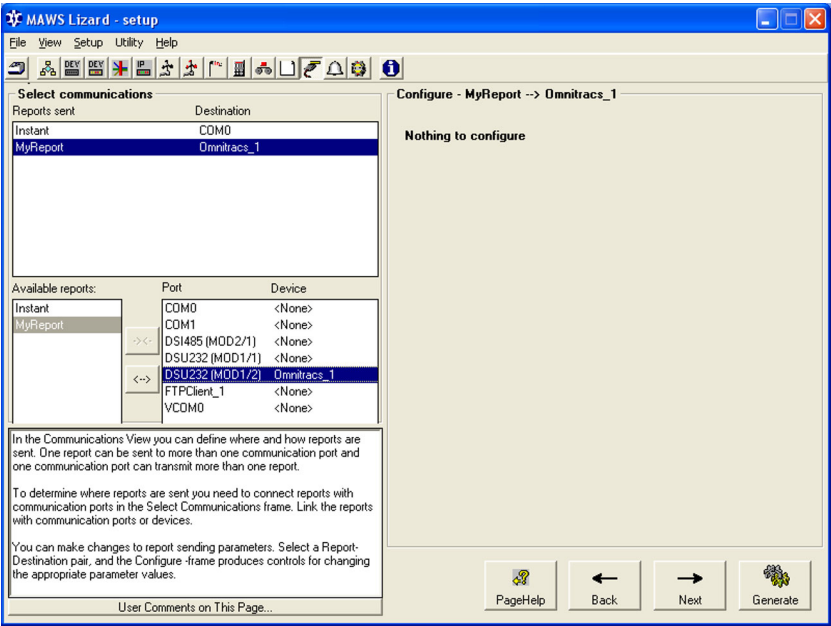 MAWS Lizard - setup
File View Setup Utility Help
DEV DEV IP
Select communications
Reports sent Destination
Instant COM0
MyReport Omnitracs_1
Available reports: Port Device
Instant COM0 <None>
MyReport COM1 <None>
->< - DSI485 (MOD2/1) <None>
DSU232 (MOD1/1) <None>
<--> DSU232 (MOD1/2) Omnitracs_1
FTPClient_1 <None>
VCOM0 <None>
In the Communications View you can define where and how reports are
sent. One report can be sent to more than one communication port and
one communication port can transmit more than one report.
To determine where reports are sent you need to connect reports with
communication ports in the Select Communications frame. Link the reports
with communication ports or devices.
You can make changes to report sending parameters. Select a Report-
Destination pair, and the Configure -frame produces controls for changing
the appropriate parameter values.
User Comments on This Page...
Configure - MyReport --> Omnitracs_1
Nothing to configure
PageHelp Back Next Generate